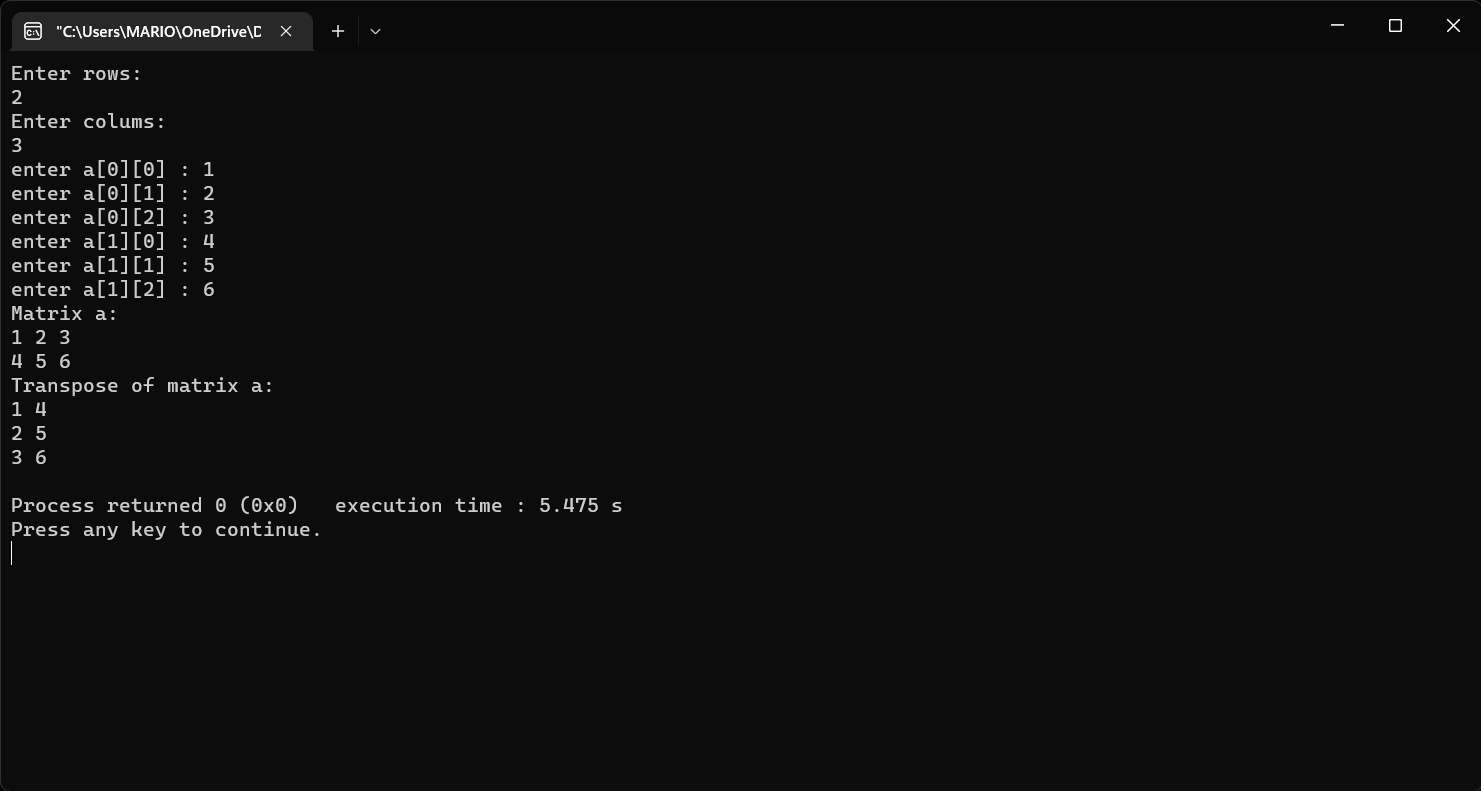 "C:\Users\MARIO\OneDrive\D
Enter rows:
2
Enter colums:
3
enter a[0][0] : 1
enter a[0][1] : 2
enter a[0][2] : 3
enter a[1][0] : 4
enter a[1][1] : 5
enter a[1][2] : 6
Matrix a:
1 2 3
4 5 6
Transpose of matrix a:
1 4
2 5
3 6
Process returned 0 (0x0)   execution time : 5.475 s
Press any key to continue.